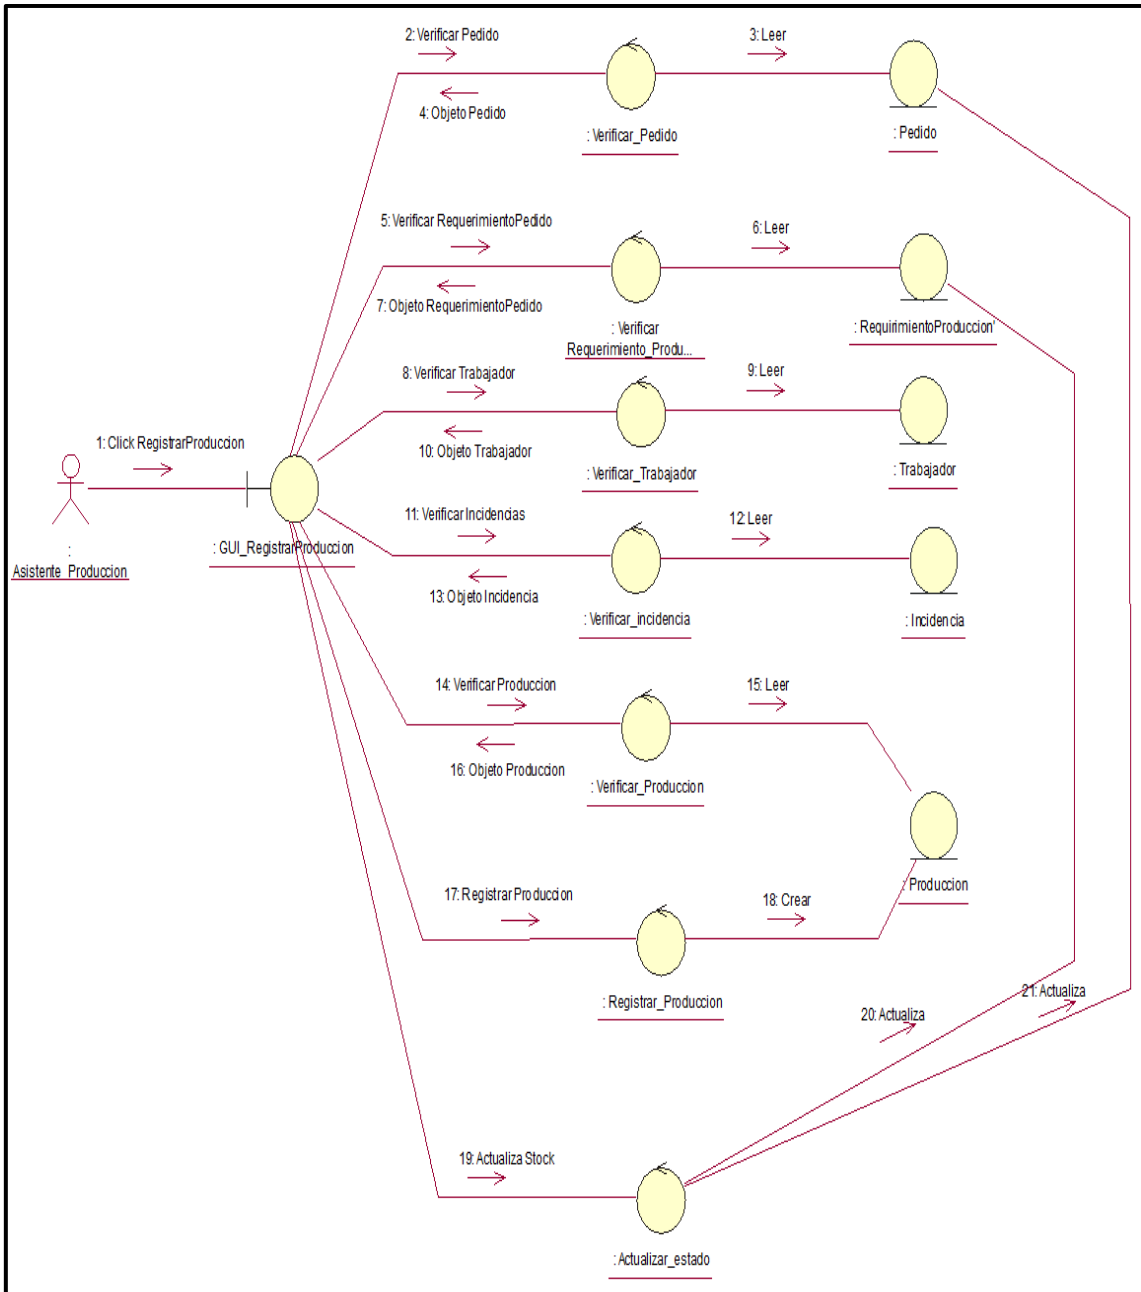 2: Verificar Pedido
3: Leer
4: Objeto Pedido
: Verificar_Pedido
: Pedido
5: Verificar RequerimientoPedido
6: Leer
7: Objeto RequerimientoPedido
: Verificar
Requerimiento_Produ...
: RequirimientoProduccion'
8: Verificar Trabajador
9: Leer
10: Objeto Trabajador
: Verificar_Trabajador
: Trabajador
1: Click RegistrarProduccion
:
Asistente_Produccion
: GUI_RegistrarProduccion
11: Verificar Incidencias
12: Leer
13: Objeto Incidencia
: Verificar_incidencia
: Incidencia
14: Verificar Produccion
15: Leer
16: Objeto Produccion
: Verificar_Produccion
: Produccion
17: Registrar Produccion
18: Crear
: Registrar_Produccion
20: Actualiza
21: Actualiza
19: Actualiza Stock
: Actualizar_estado